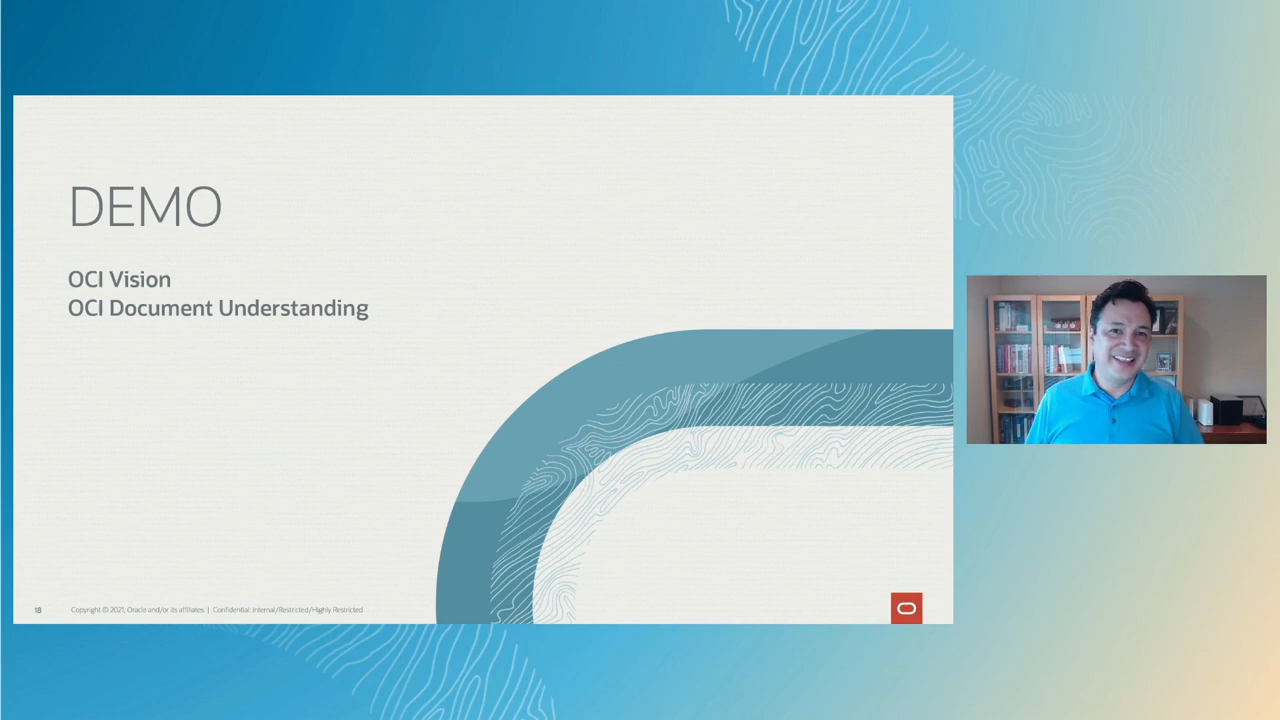 DEMO
OCI Vision
OCI Document Understanding
18
Copyright © 2021, Oracle and/or its affiliates | Confidential: Internal/Restricted/Highly Restricted